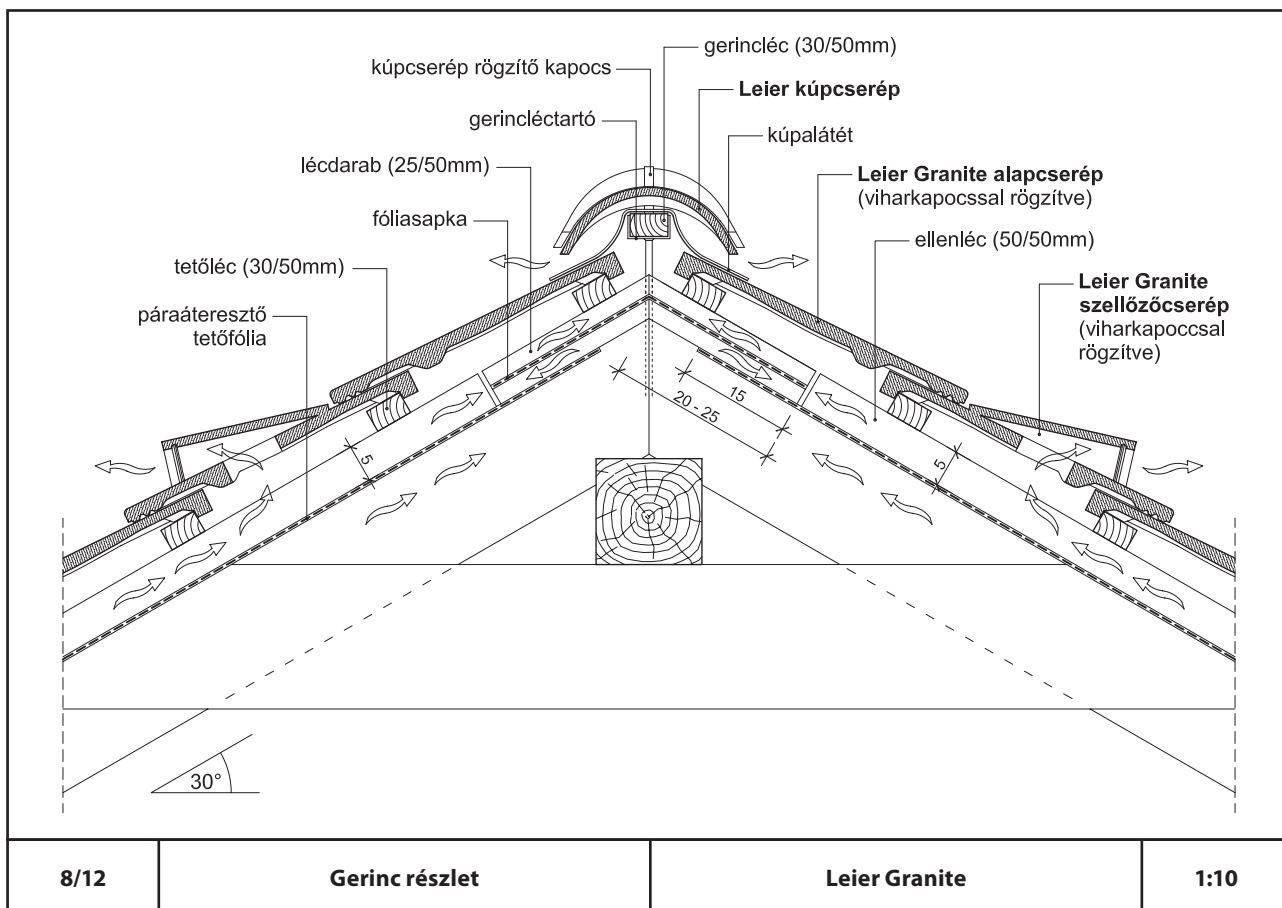 gerincléc (30/50mm)
kúpcserép rögzítő kapocs
Leier kúpcserép
gerincléctartó
kúpalátét
lécdarab (25/50mm)
Leier Granite alapcserép
(viharkapocssal rögzítve)
fóliasapka
ellenléc (50/50mm)
tetőléc (30/50mm)
Leier Granite
szellőzőcserép
(viharkapoccsal
rögzítve)
páraáteresztő
tetőfólia
15
20 - 25
5
5
30°
8/12
Gerinc részlet
Leier Granite
1:10